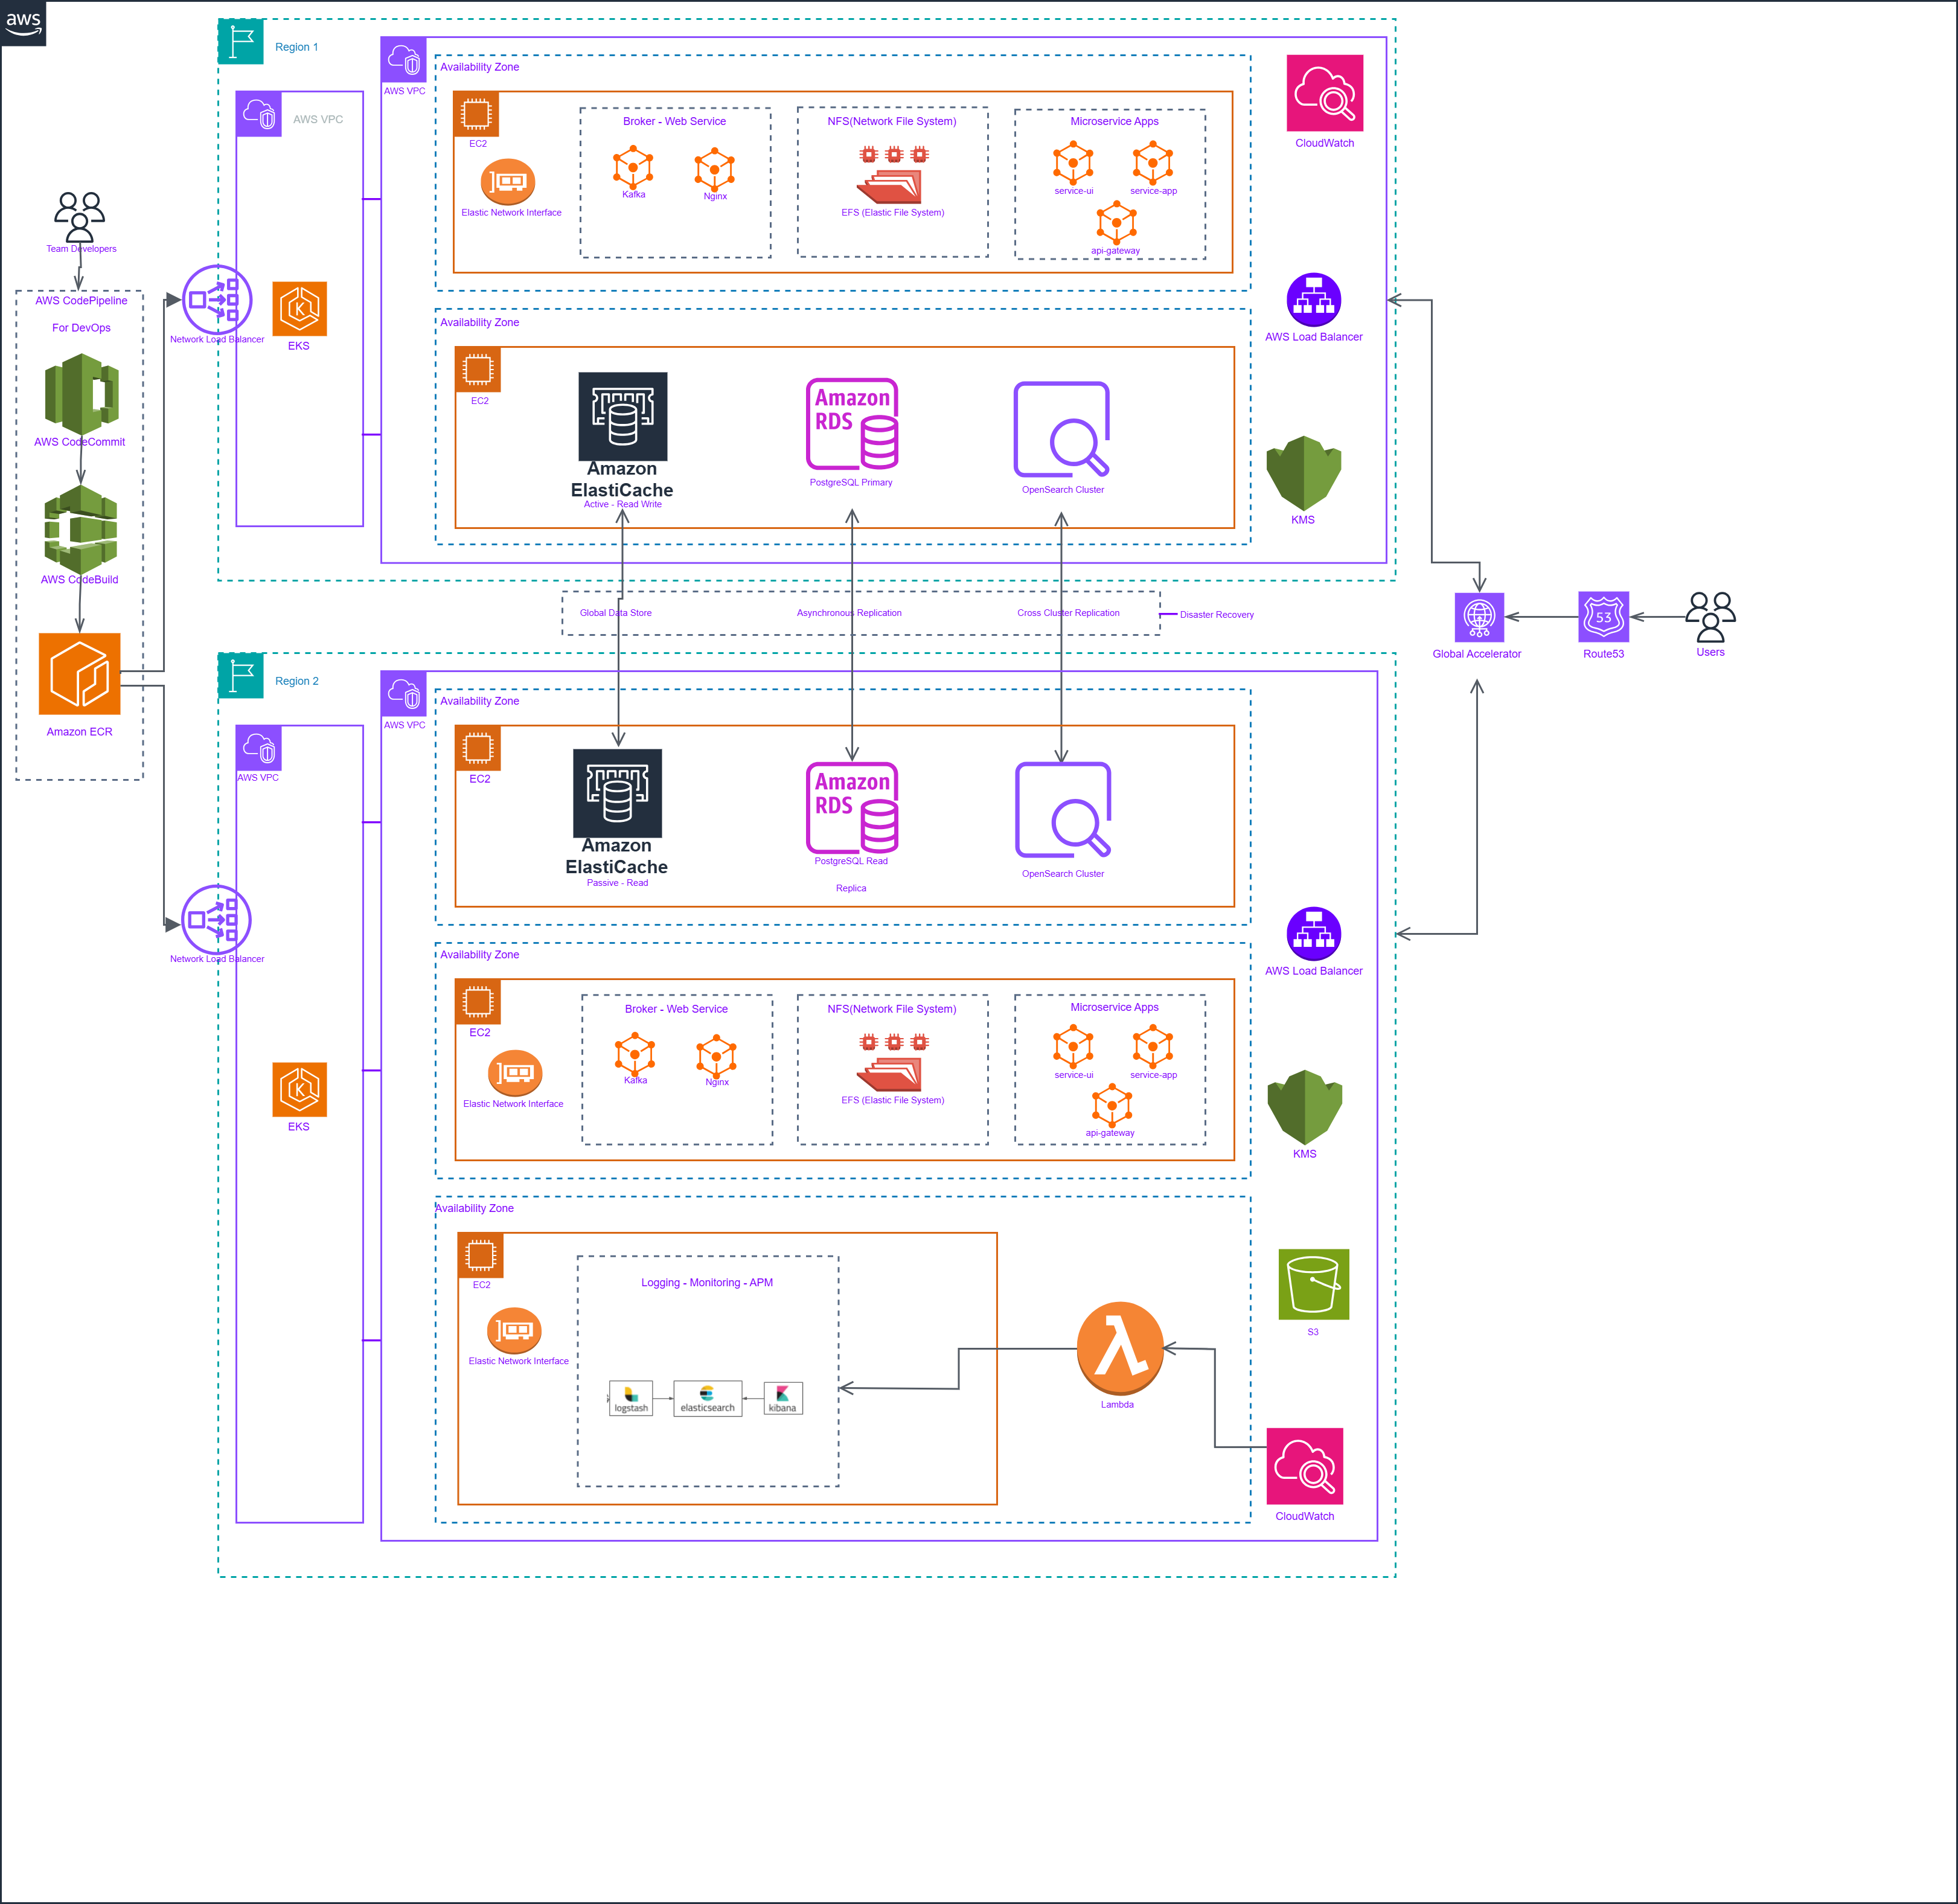 aws
Region 1
AWS VPC
AWS VPC
Availability Zone
EC2
Elastic Network Interface
Broker - Web Service
Kafka
Nginx
NFS(Network File System)
EFS (Elastic File System)
Microservice Apps
service-ui
service-app
api-gateway
CloudWatch
Team Developers
AWS CodePipeline
For DevOps
AWS CodeCommit
AWS CodeBuild
Amazon ECR
Network Load Balancer
K
EKS
Availability Zone
EC2
Amazon
ElastiCache
Active - Read Write
Amazon
RDS
PostgreSQL Primary
OpenSearch Cluster
AWS Load Balancer
KMS
Global Data Store
Asynchronous Replication
Cross Cluster Replication
Disaster Recovery
Global Accelerator
53
Route53
Users
Region 2
AWS VPC
AWS VPC
Availability Zone
EC2
Amazon
ElastiCache
Passive - Read
Amazon
RDS
PostgreSQL Read
Replica
OpenSearch Cluster
Network Load Balancer
K
EKS
Availability Zone
EC2
Elastic Network Interface
Broker - Web Service
Kafka
Nginx
NFS(Network File System)
EFS (Elastic File System)
Microservice Apps
service-ui
service-app
api-gateway
AWS Load Balancer
KMS
Availability Zone
EC2
Elastic Network Interface
Logging - Monitoring - APM
logstash
elasticsearch
kibana
Lambda
S3
CloudWatch